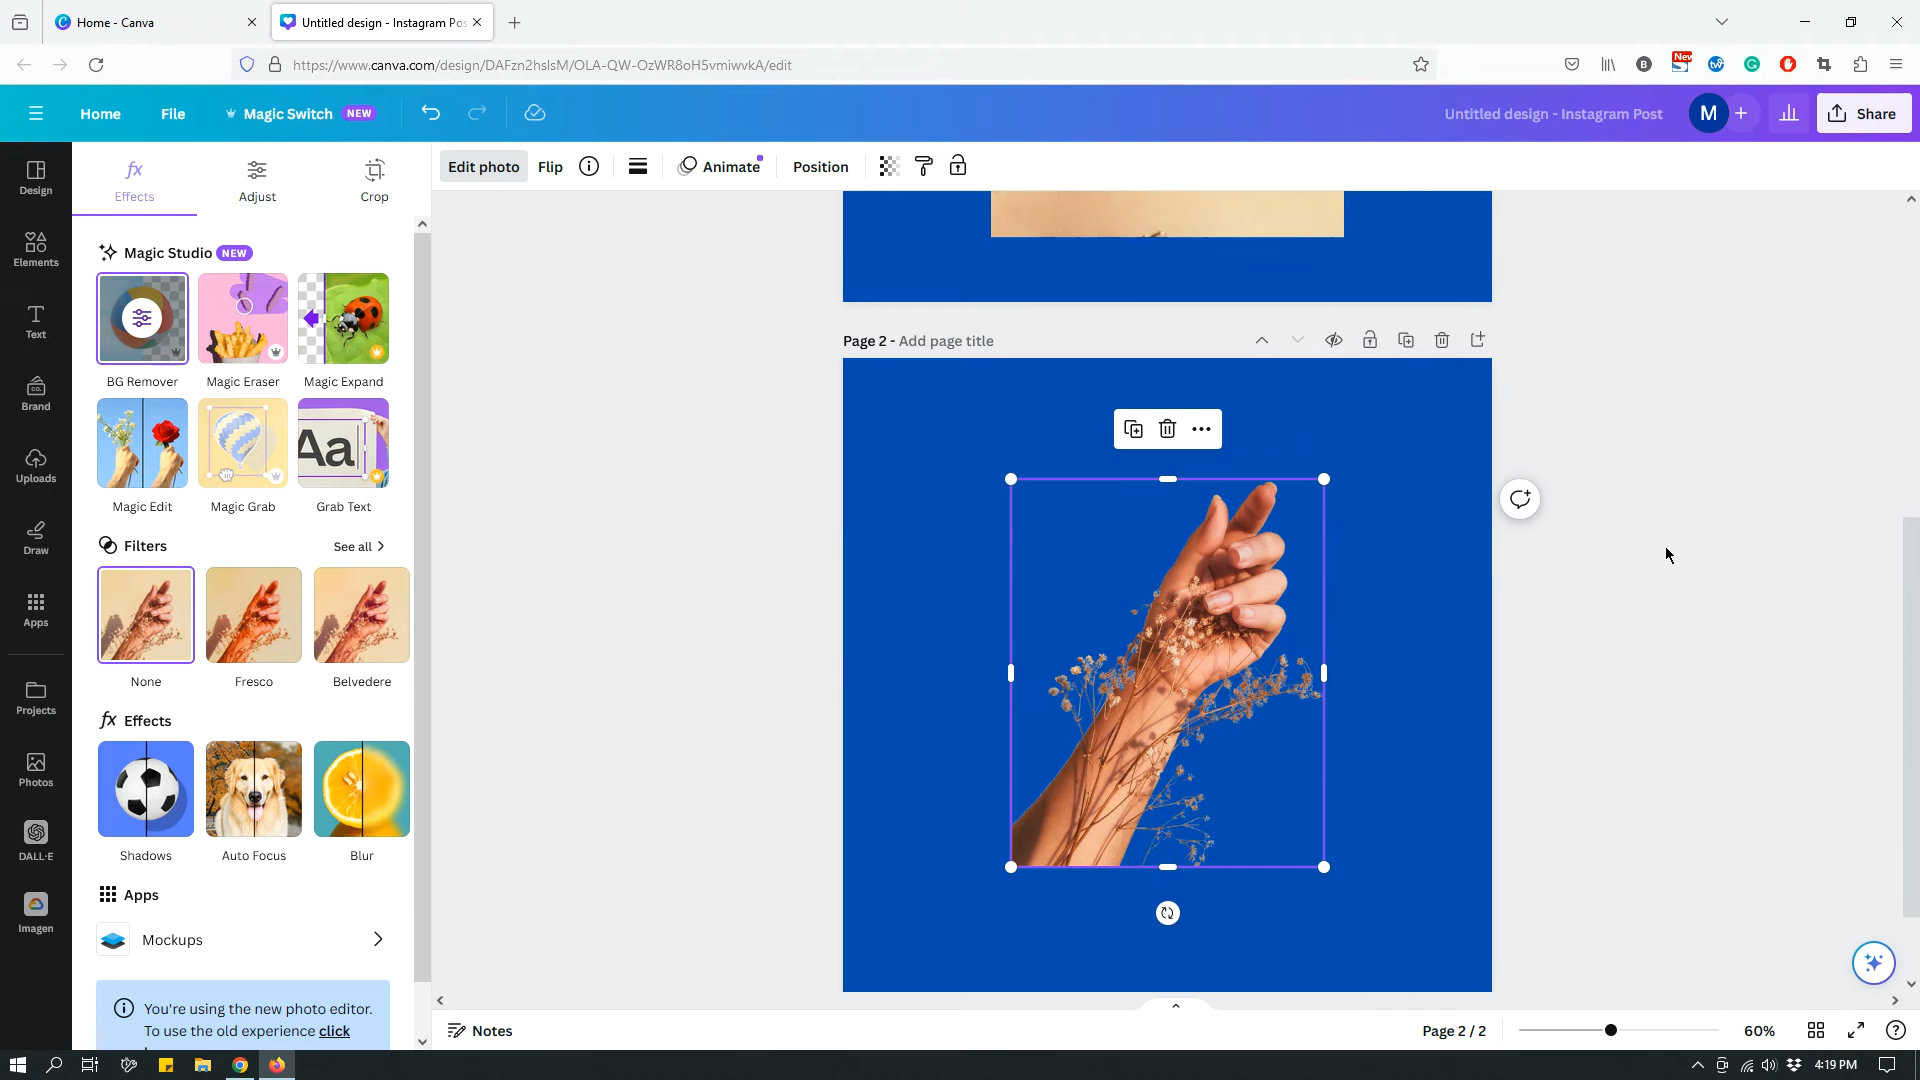 Home - Canva
Untitled design - Instagram Pos
https://www.canva.com/design/DAFzn2hslsM/OLA-QW-OzWR8oH5vmiwvkA/edit
B
New
Home
File
Magic Switch
NEW
Untitled design - Instagram Post
M
Share
Design
Elements
Text
Brand
Uploads
Draw
Apps
Projects
Photos
DALL·E
Imagen
Effects
Adjust
Crop
Edit photo
Flip
Animate
Position
Magic Studio NEW
BG Remover
Magic Eraser
Magic Expand
Aa
Magic Edit
Magic Grab
Grab Text
Filters
See all
None
Fresco
Belvedere
fx Effects
Shadows
Auto Focus
Blur
Apps
Mockups
You're using the new photo editor.
To use the old experience click
Page 2 - Add page title
Notes
Page 2 / 2
60%
4:19 PM